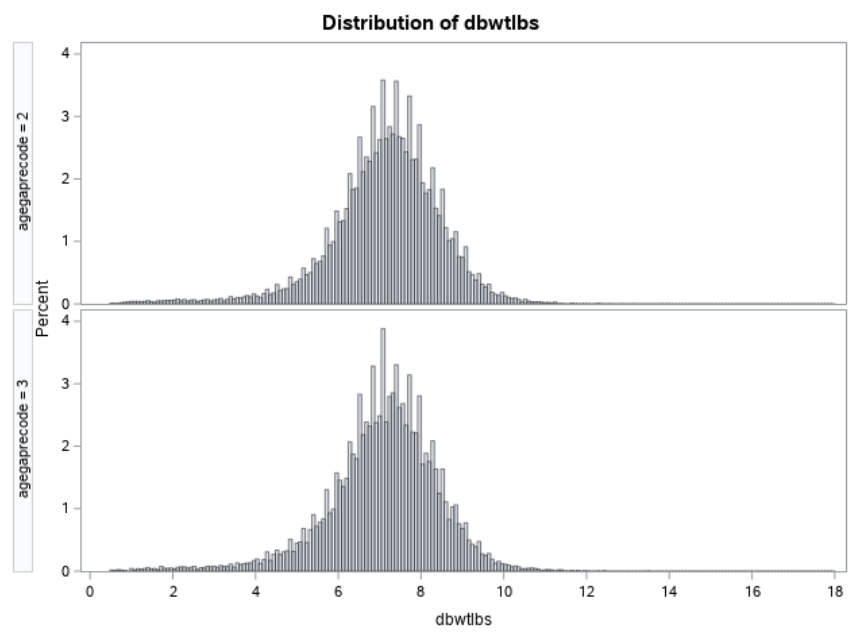 Distribution of dbwtlbs
agegaprecode = 2
4
3
2
1
0
Percent
agegaprecode = 3
4
3
2
1
0
0 2 4 6 8 10 12 14 16 18
dbwtlbs